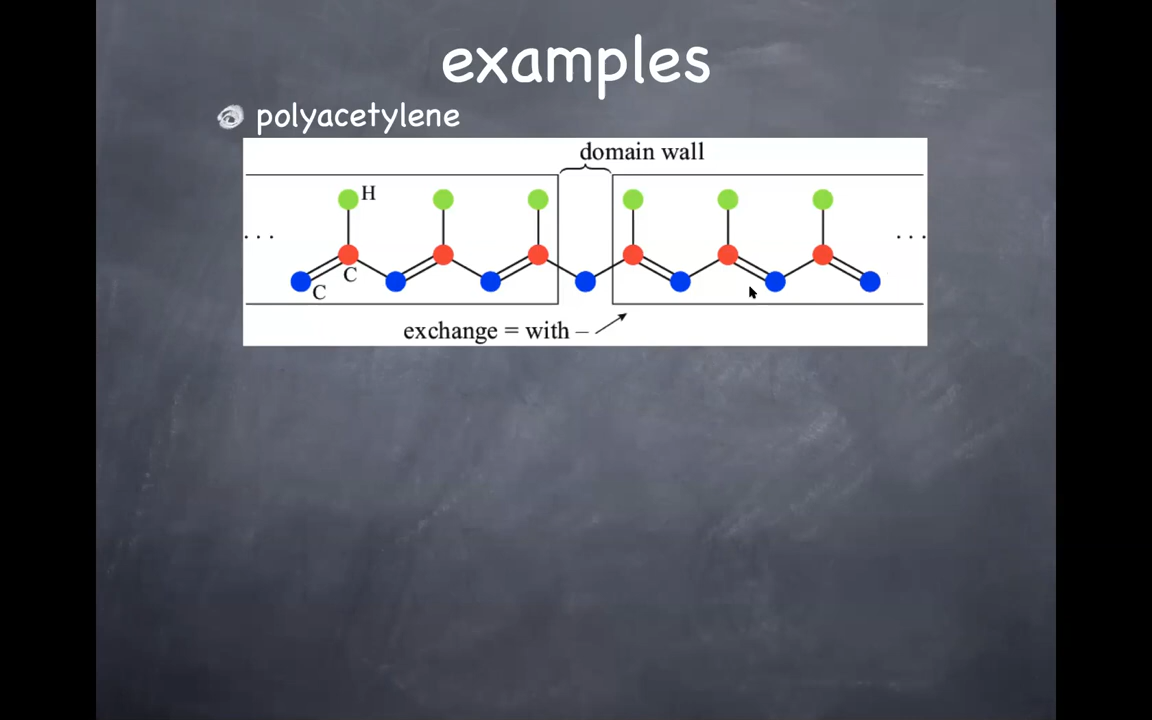 examples
polyacetylene
domain wall
H
. . .
. . .
C
C
exchange = with –